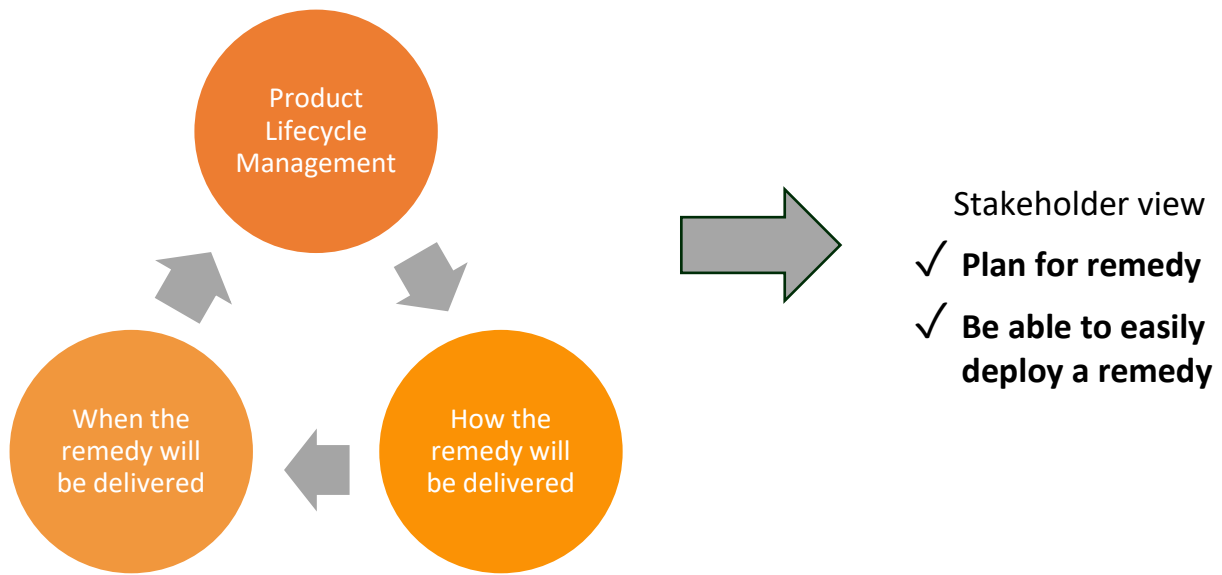 Product
Lifecycle
Management
When the
remedy will
be delivered
How the
remedy will
be delivered
Stakeholder view
✓ Plan for remedy
✓ Be able to easily
deploy a remedy